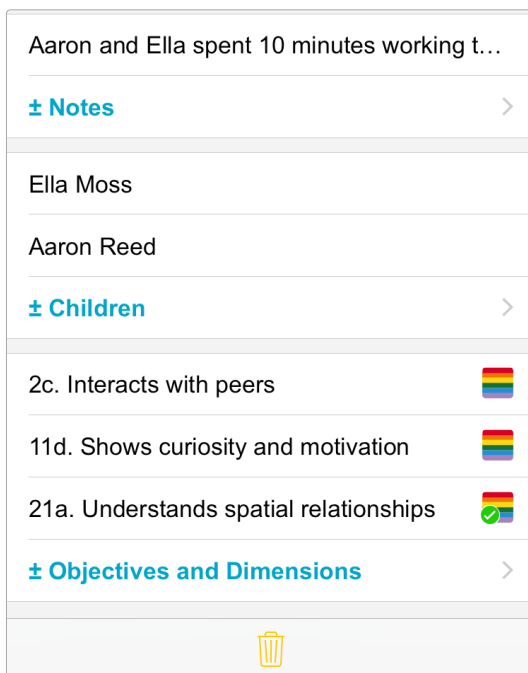 Aaron and Ella spent 10 minutes working t...
± Notes
Ella Moss
Aaron Reed
± Children
2c. Interacts with peers
11d. Shows curiosity and motivation
21a. Understands spatial relationships
± Objectives and Dimensions